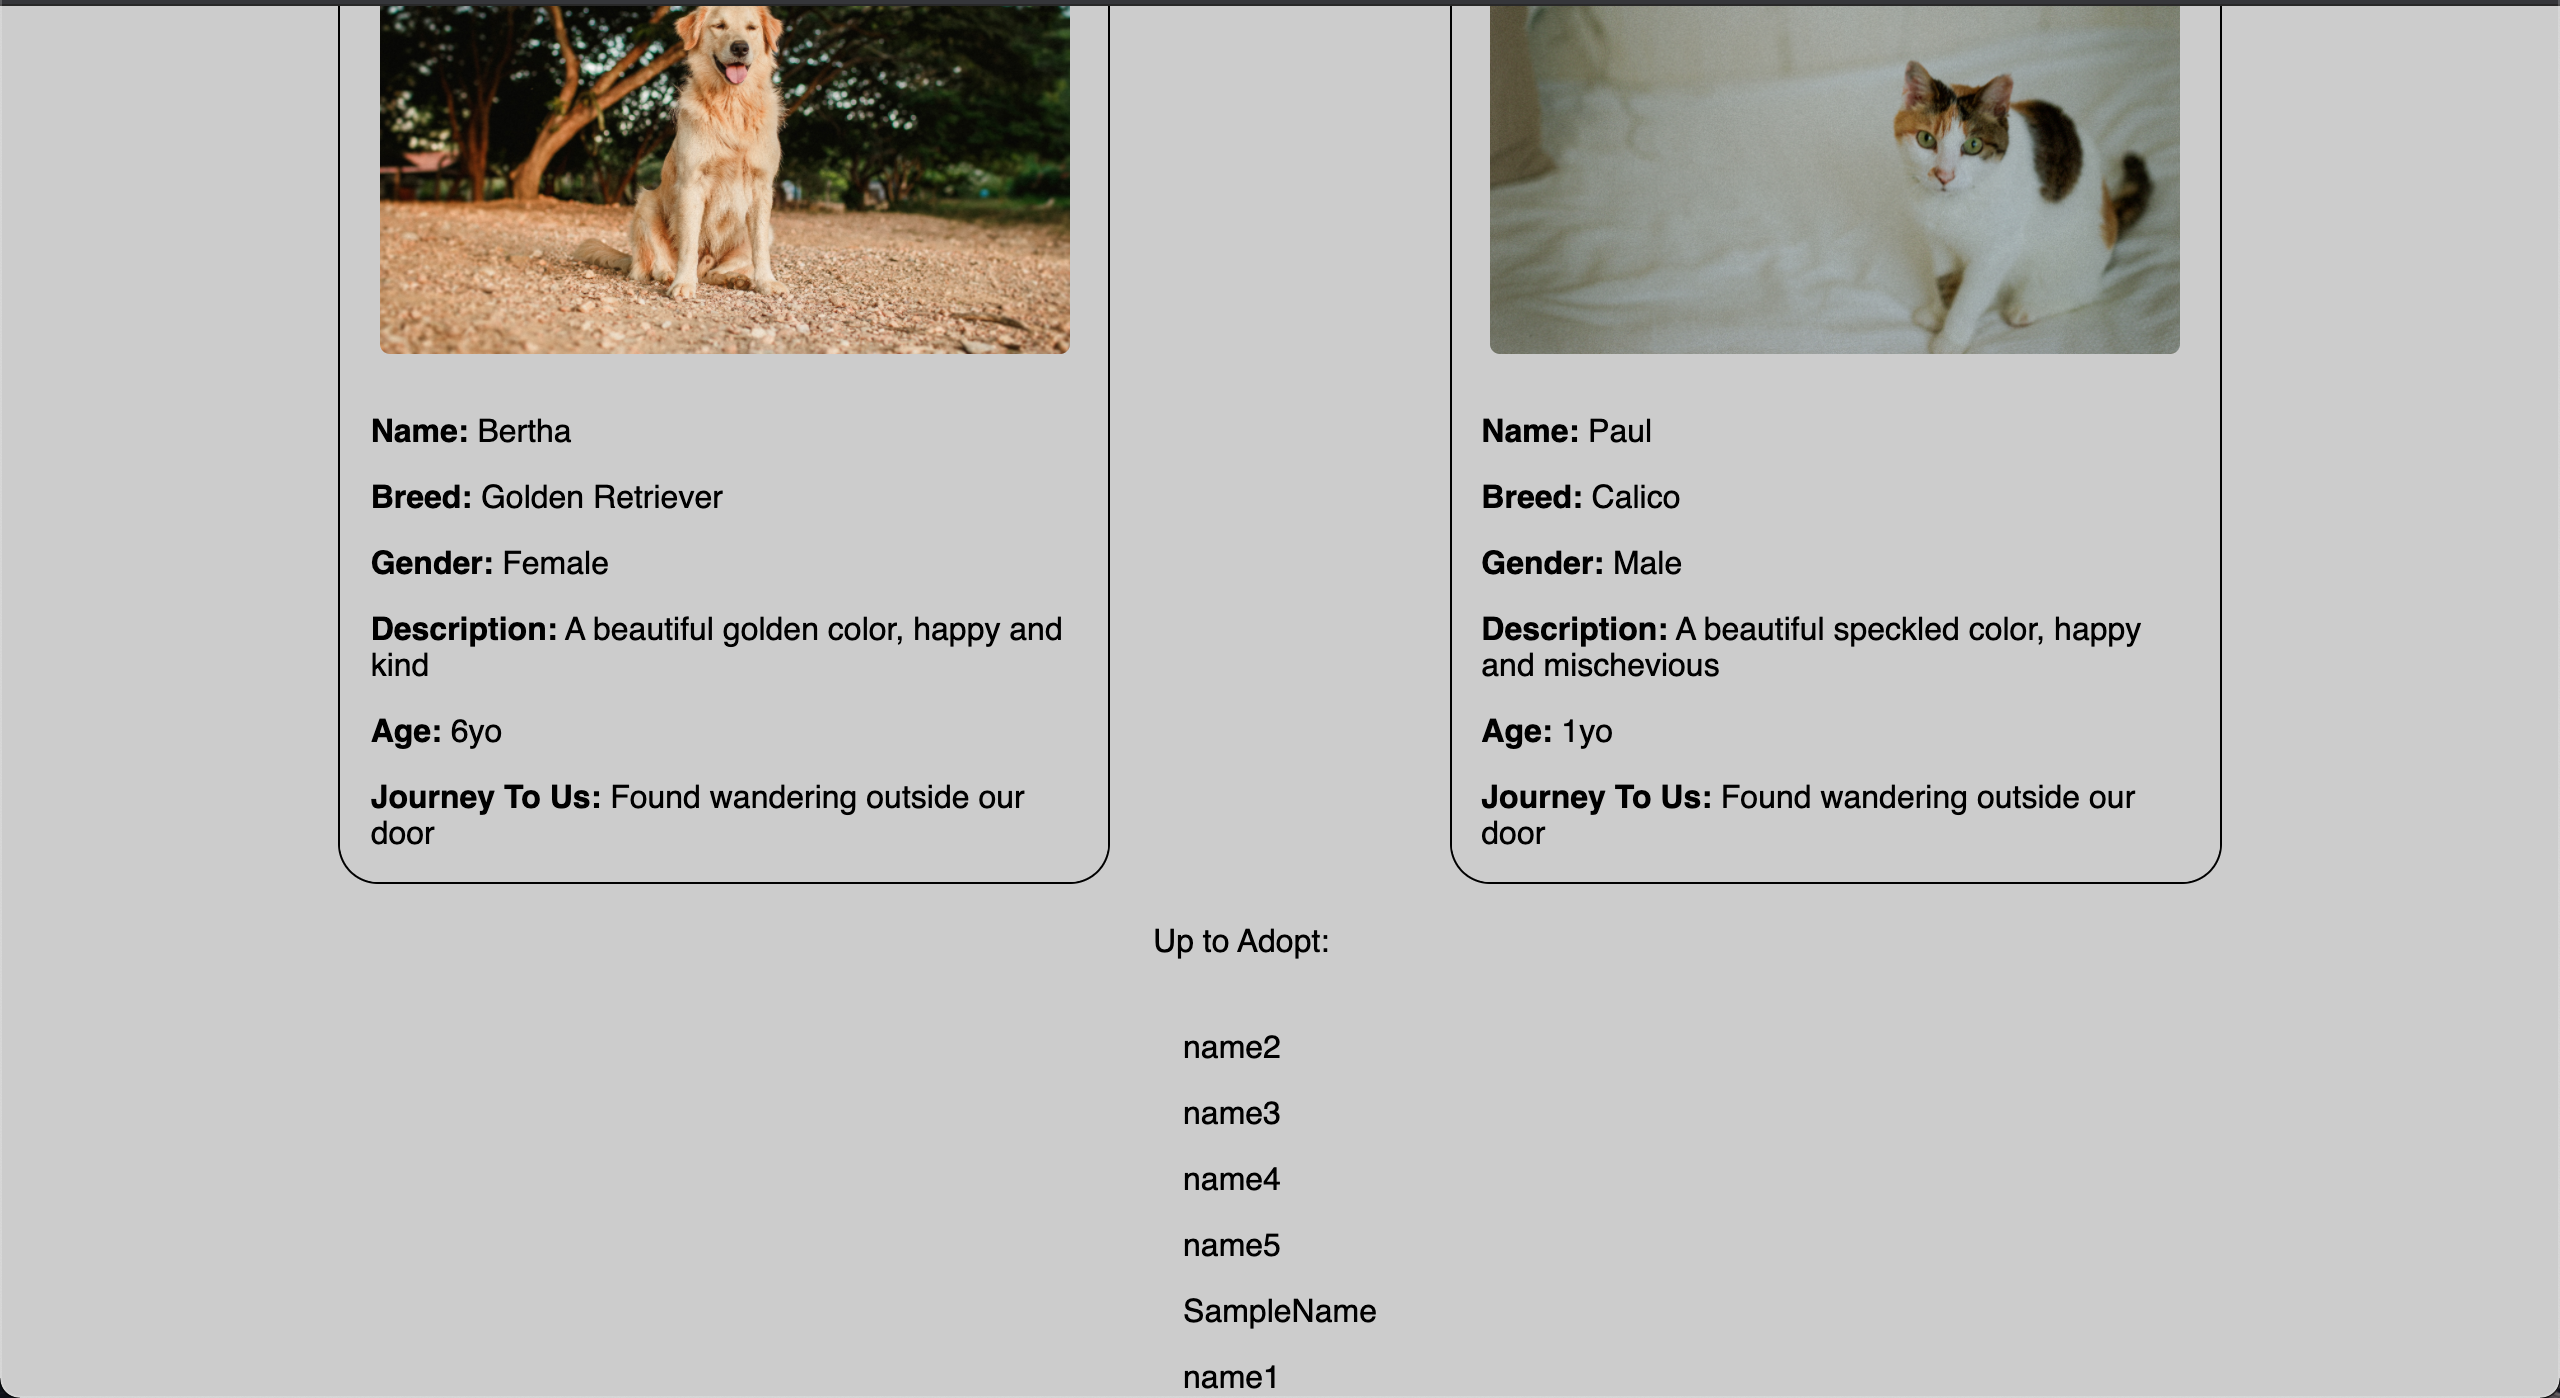 Name: Bertha
Breed: Golden Retriever
Gender: Female
Description: A beautiful golden color, happy and
kind
Age: 6yo
Journey To Us: Found wandering outside our
door
Name: Paul
Breed: Calico
Gender: Male
Description: A beautiful speckled color, happy
and mischevious
Age: 1yo
Journey To Us: Found wandering outside our
door
Up to Adopt:
name2
name3
name4
name5
SampleName
name1